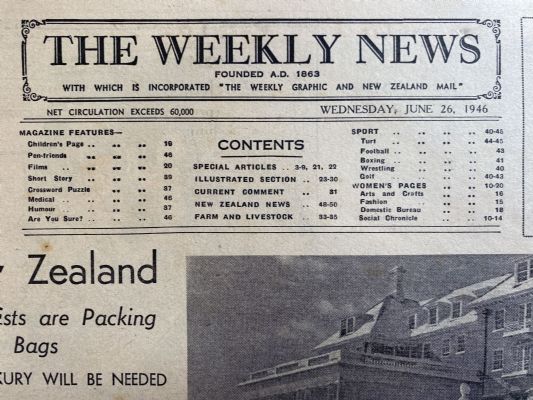 THE WEEKLY NEWS
FOUNDED A.D. 1863
WITH WHICH IS INCORPORATED "THE WEEKLY GRAPHIC AND NEW ZEALAND MAIL"
NET CIRCULATION EXCEEDS 60,000
WEDNESDAY, JUNE 26, 1946
MAGAZINE FEATURES—
Children's Page .. .. .. 19
Pen-friends .. .. .. 46
Films .. .. .. 20
Short Story .. .. .. 39
Crossword Puzzle .. .. 37
Medical .. .. .. 46
Humour .. .. .. 37
Are You Sure? .. .. .. 46
CONTENTS
SPECIAL ARTICLES .. 3-9, 21, 22
ILLUSTRATED SECTION .. 23-30
CURRENT COMMENT .. .. 31
NEW ZEALAND NEWS .. 48-50
FARM AND LIVESTOCK .. 33-35
SPORT .. .. .. .. 40-45
Turf .. .. .. .. 44-45
Football .. .. .. 43
Boxing .. .. .. 41
Wrestling .. .. .. 40
Golf .. .. .. .. 40-43
WOMEN'S PAGES .. .. 10-20
Arts and Crafts .. .. 16
Fashion .. .. .. 15
Domestic Bureau .. .. 18
Social Chronicle .. .. 10-14
Zealand
are Packing
Bags
WILL BE NEEDED